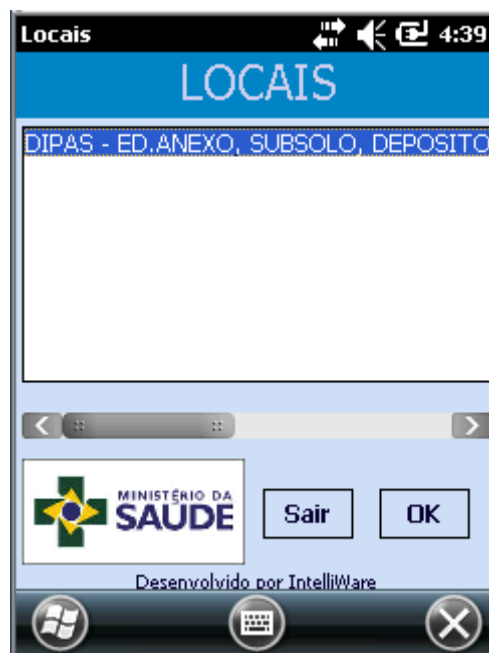 Locais 4:39
LOCAIS
DIPAS - ED.ANEXO, SUBSOLO, DEPOSITO
MINISTÉRIO DA
SAÚDE
Sair OK
Desenvolvido por IntelliWare